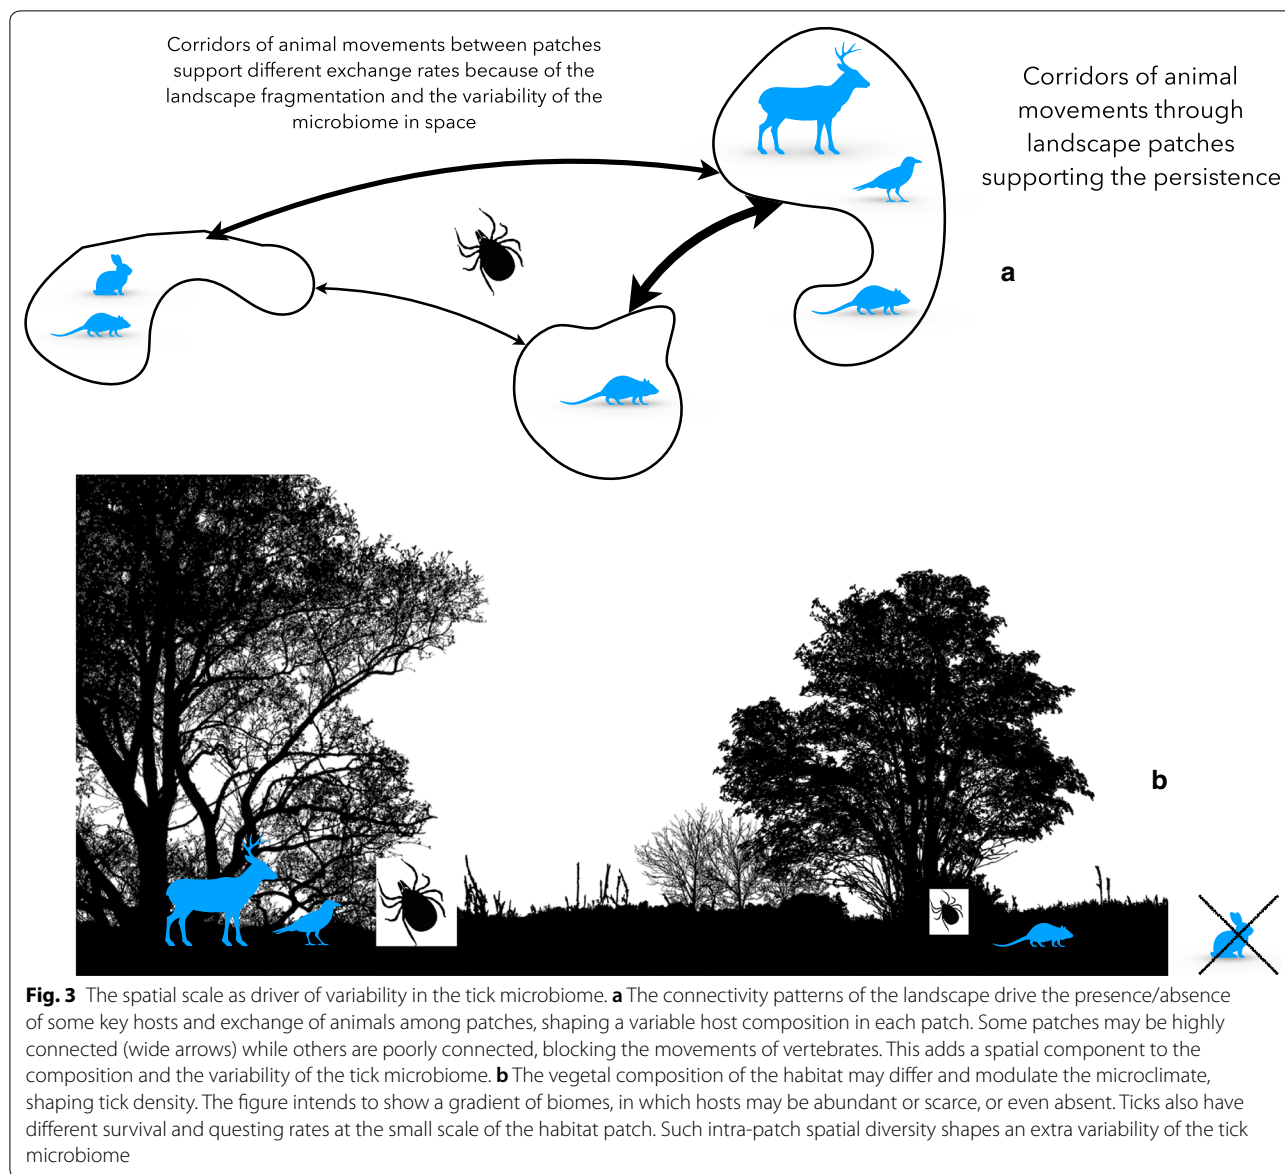 Corridors of animal movements between patches
support different exchange rates because of the
landscape fragmentation and the variability of the
microbiome in space
Corridors of animal
movements through
landscape patches
supporting the persistence
a
b
Fig. 3 The spatial scale as driver of variability in the tick microbiome. a The connectivity patterns of the landscape drive the presence/absence
of some key hosts and exchange of animals among patches, shaping a variable host composition in each patch. Some patches may be highly
connected (wide arrows) while others are poorly connected, blocking the movements of vertebrates. This adds a spatial component to the
composition and the variability of the tick microbiome. b The vegetal composition of the habitat may differ and modulate the microclimate,
shaping tick density. The figure intends to show a gradient of biomes, in which hosts may be abundant or scarce, or even absent. Ticks also have
different survival and questing rates at the small scale of the habitat patch. Such intra-patch spatial diversity shapes an extra variability of the tick
microbiome